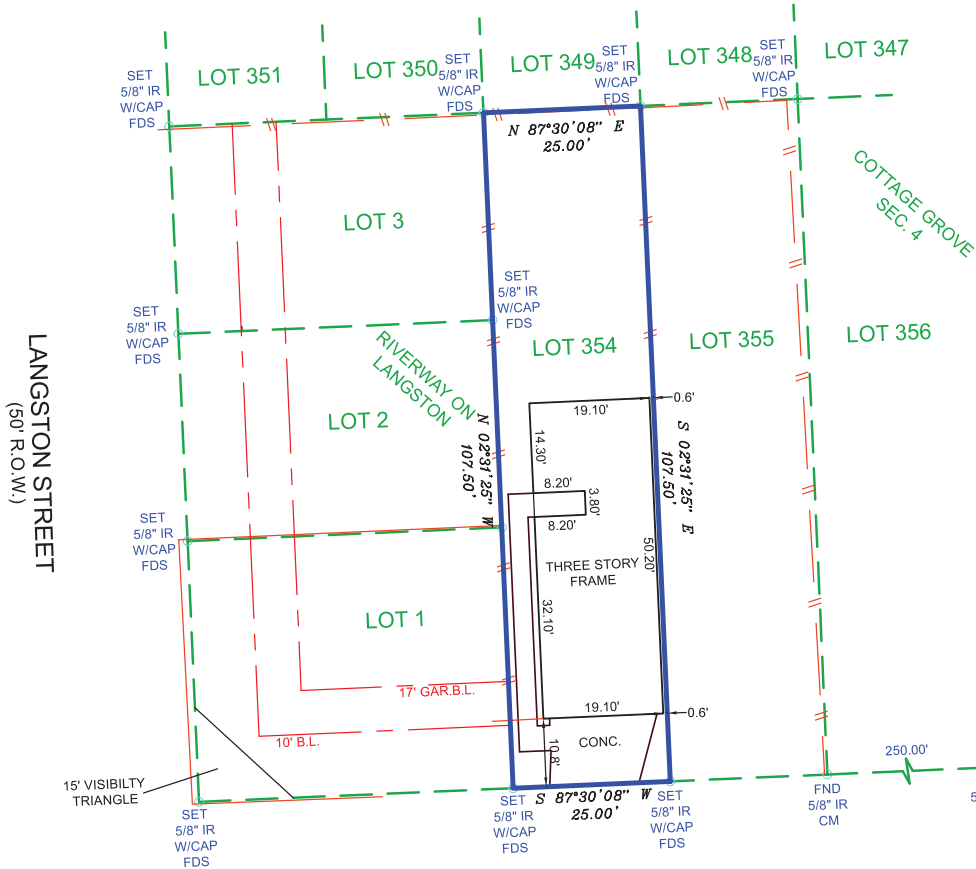 LOT 351
LOT 350
LOT 349
LOT 348
LOT 347
SET
5/8" IR
W/CAP
FDS
SET
5/8" IR
W/CAP
FDS
SET
5/8" IR
W/CAP
FDS
SET
5/8" IR
W/CAP
FDS
N 87°30'08" E
25.00'
COTTAGE GROVE
SEC. 4
LOT 3
SET
5/8" IR
W/CAP
FDS
SET
5/8" IR
W/CAP
FDS
LOT 354
LOT 355
LOT 356
RIVERWAY ON
LANGSTON
LANGSTON STREET
(50' R.O.W.)
LOT 2
N 02°31'25" W
107.50'
19.10'
0.6'
14.30'
S 02°31'25" E
107.50'
8.20'
3.80'
8.20'
SET
5/8" IR
W/CAP
FDS
THREE STORY
FRAME
50.20'
32.10'
LOT 1
17' GAR.B.L.
19.10'
0.6'
10' B.L.
CONC.
10.8'
250.00'
15' VISIBILTY
TRIANGLE
S 87°30'08" W
25.00'
SET
5/8" IR
W/CAP
FDS
SET
5/8" IR
W/CAP
FDS
SET
5/8" IR
W/CAP
FDS
FND
5/8" IR
CM
5